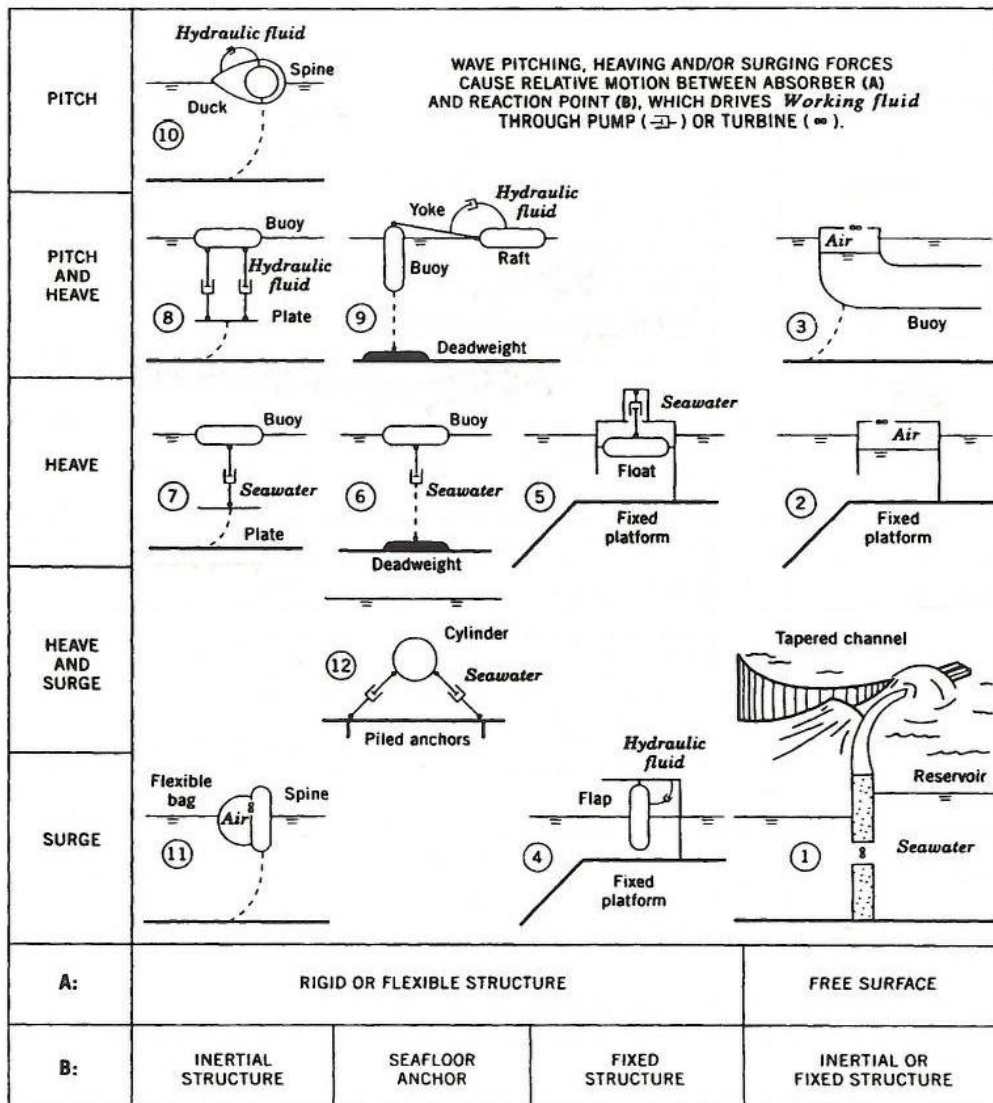 PITCH
Hydraulic fluid
Duck
Spine
10
WAVE PITCHING, HEAVING AND/OR SURGING FORCES
CAUSE RELATIVE MOTION BETWEEN ABSORBER (A)
AND REACTION POINT (B), WHICH DRIVES Working fluid
THROUGH PUMP ( ) OR TURBINE ( ∞ ).
PITCH
AND
HEAVE
Buoy
Hydraulic
fluid
8
Plate
Yoke
Hydraulic
fluid
Buoy
Raft
9
Deadweight
∞
Air
3
Buoy
HEAVE
Buoy
7
Seawater
Plate
Buoy
6
Seawater
Deadweight
Seawater
Float
5
Fixed
platform
∞
Air
2
Fixed
platform
HEAVE
AND
SURGE
Cylinder
12
Seawater
Piled anchors
Tapered channel
Reservoir
SURGE
Flexible
bag
Air
∞
Spine
11
Hydraulic
fluid
Flap
4
Fixed
platform
1
∞
Seawater
A:
RIGID OR FLEXIBLE STRUCTURE
FREE SURFACE
B:
INERTIAL
STRUCTURE
SEAFLOOR
ANCHOR
FIXED
STRUCTURE
INERTIAL OR
FIXED STRUCTURE